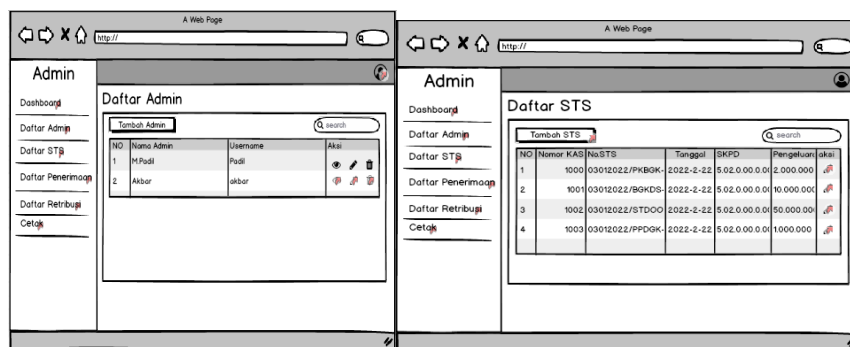 A Web Page
http://
Admin
Dashboard
Daftar Admin
Daftar STS
Daftar Penerimaan
Daftar Retribusi
Cetak
Daftar Admin
Tambah Admin
search
NO Nama Admin Username Aksi
1 M.Padil Padil
2 Akbar akbar
A Web Page
http://
Admin
Dashboard
Daftar Admin
Daftar STS
Daftar Penerimaan
Daftar Retribusi
Cetak
Daftar STS
Tambah STS
search
NO Nomor KAS No.STS Tanggal SKPD Pengeluara aksi
1 1000 03012022/PKBGK- 2022-2-22 5.02.0.00.0.0 2.000.000
2 1001 03012022/BGKDS- 2022-2-22 5.02.0.00.0.00 10.000.00
3 1002 03012022/STDOO 2022-2-22 5.02.0.00.0.00 50.000.00
4 1003 03012022/PPDGK- 2022-2-22 5.02.0.00.0.00 1.000.000